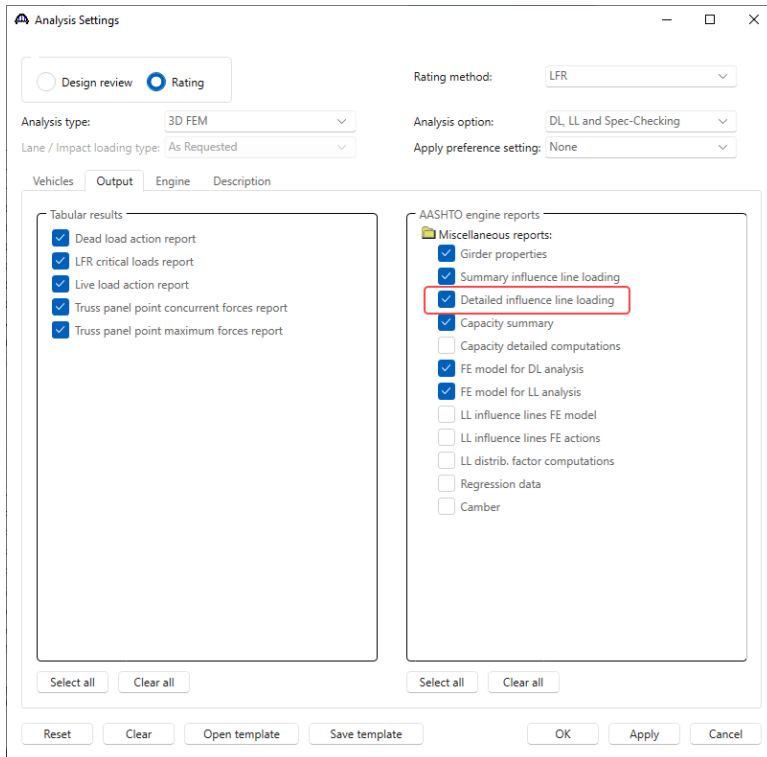 Analysis Settings
Design review Rating
Rating method: LFR
Analysis type: 3D FEM
Analysis option: DL, LL and Spec-Checking
Lane / Impact loading type: As Requested
Apply preference setting: None
Vehicles Output Engine Description
Tabular results
Dead load action report
LFR critical loads report
Live load action report
Truss panel point concurrent forces report
Truss panel point maximum forces report
Select all Clear all
AASHTO engine reports
Miscellaneous reports:
Girder properties
Summary influence line loading
Detailed influence line loading
Capacity summary
Capacity detailed computations
FE model for DL analysis
FE model for LL analysis
LL influence lines FE model
LL influence lines FE actions
LL distrib. factor computations
Regression data
Camber
Select all Clear all
Reset Clear Open template Save template OK Apply Cancel